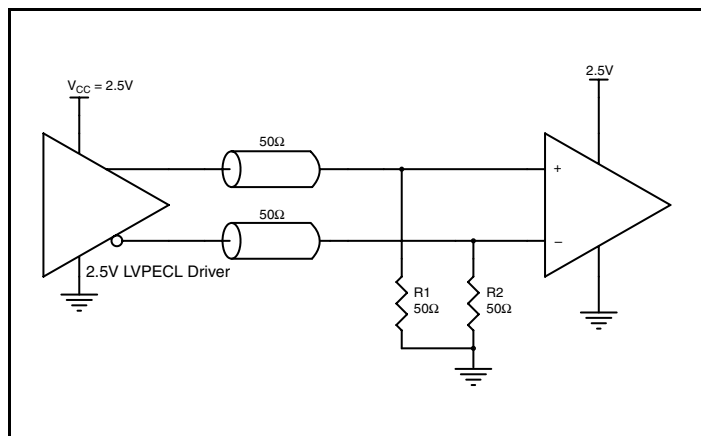 V_CC = 2.5V
2.5V
50Ω
+
50Ω
−
2.5V LVPECL Driver
R1
50Ω
R2
50Ω